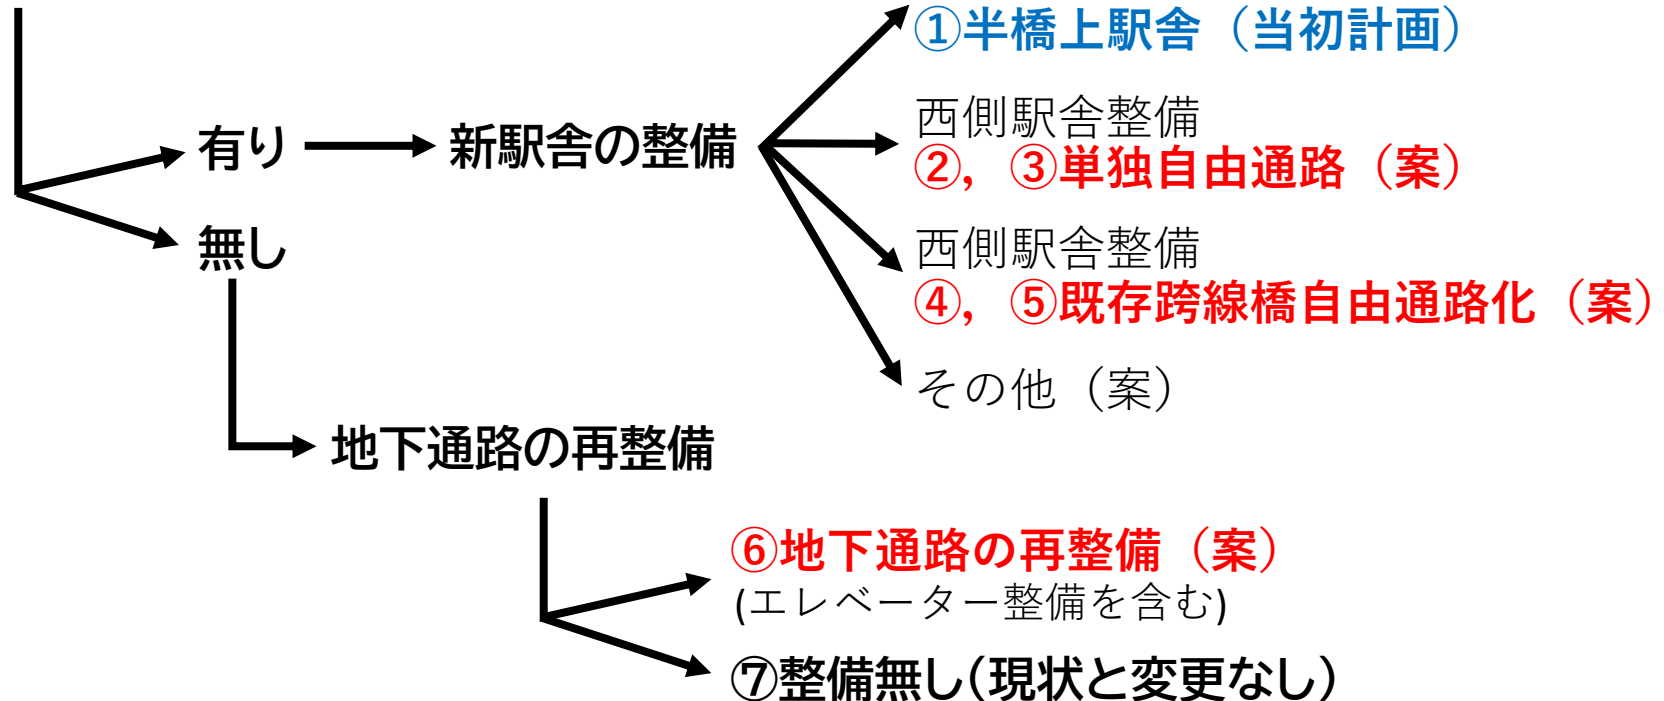 ①半橋上駅舎（当初計画）
西側駅舎整備
有り
新駅舎の整備
②，③単独自由通路（案）
無し
西側駅舎整備
④，⑤既存跨線橋自由通路化（案）
その他（案）
地下通路の再整備
⑥地下通路の再整備（案）
(エレベーター整備を含む)
⑦整備無し（現状と変更なし）